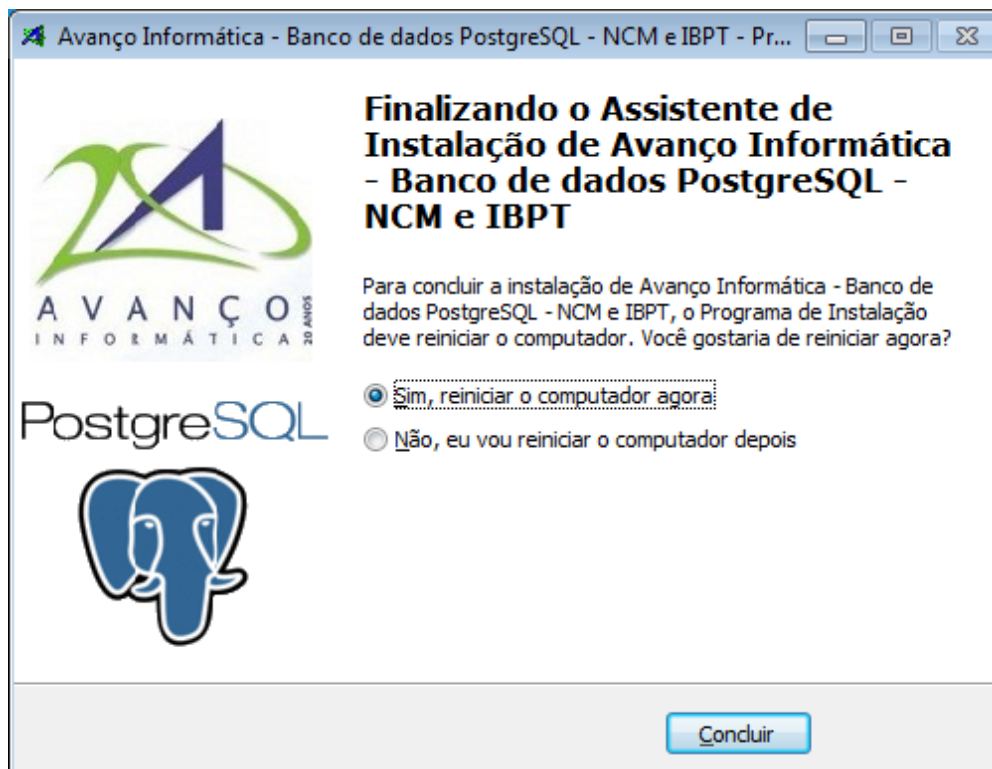 Avanço Informática - Banco de dados PostgreSQL - NCM e IBPT - Pr...
Finalizando o Assistente de
Instalação de Avanço Informática
- Banco de dados PostgreSQL -
NCM e IBPT
Para concluir a instalação de Avanço Informática - Banco de
dados PostgreSQL - NCM e IBPT, o Programa de Instalação
deve reiniciar o computador. Você gostaria de reiniciar agora?
Sim, reiniciar o computador agora
Não, eu vou reiniciar o computador depois
AVANÇO
INFORMÁTICA
20 ANOS
PostgreSQL
Concluir